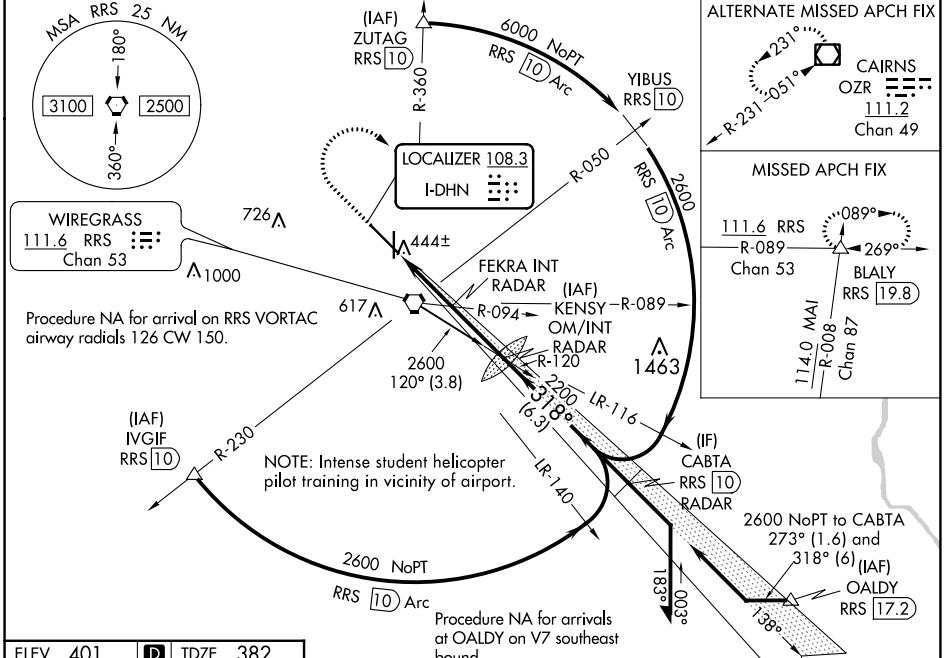 MSA RRS 25 NM
180°
3100
2500
360°
(IAF)
ZUTAG
RRS 10
R-360
6000 NoPT
RRS 10 Arc
YIBUS
RRS 10
R-050
2600
RRS 10 Arc
LOCALIZER 108.3
I-DHN
WIREGRASS
111.6 RRS
Chan 53
726
1000
444±
617
Procedure NA for arrival on RRS VORTAC
airway radials 126 CW 150.
FEKRA INT
RADAR
R-094
(IAF)
KENSY
OM/INT
RADAR
R-089
R-120
1463
2600
120° (3.8)
2200
318°
(6.3)
LR-116
LR-140
(IAF)
IVGIF
RRS 10
R-230
NOTE: Intense student helicopter
pilot training in vicinity of airport.
(IF)
CABTA
RRS 10
RADAR
2600 NoPT to CABTA
273° (1.6) and
318° (6)
(IAF)
OALDY
RRS 17.2
2600 NoPT
RRS 10 Arc
183°
003°
138°
Procedure NA for arrivals
at OALDY on V7 southeast
bound.
ALTERNATE MISSED APCH FIX
231°
R-231
051°
CAIRNS
OZR
111.2
Chan 49
MISSED APCH FIX
089°
111.6 RRS
R-089
Chan 53
269°
BLALY
RRS 19.8
114.0 MAI
R-008
Chan 87
ELEV 401
D
TDZE 382